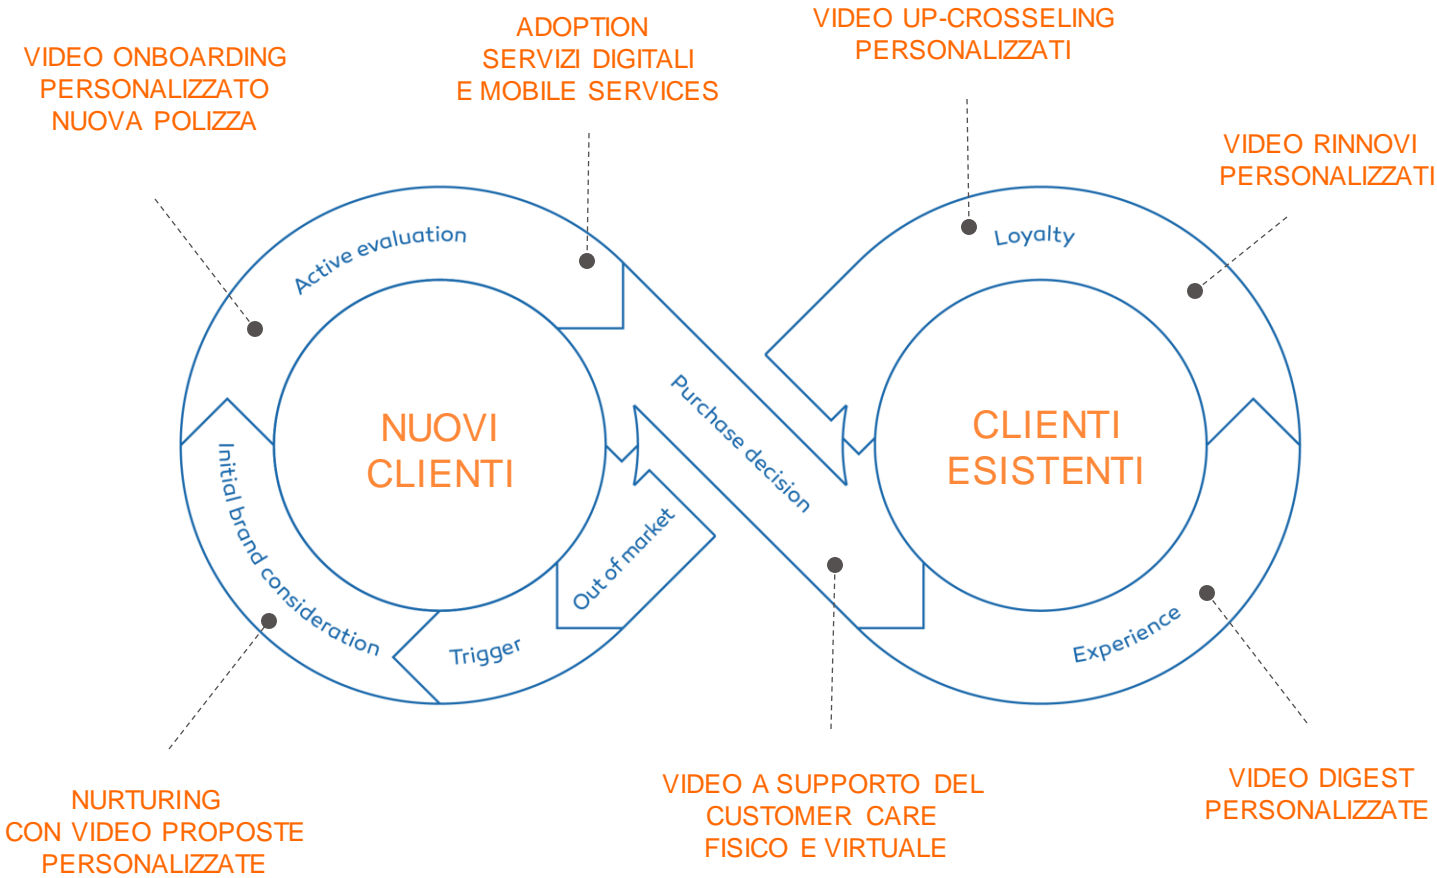 VIDEO ONBOARDING
PERSONALIZZATO
NUOVA POLIZZA
ADOPTION
SERVIZI DIGITALI
E MOBILE SERVICES
VIDEO UP-CROSSELING
PERSONALIZZATI
VIDEO RINNOVI
PERSONALIZZATI
Active evaluation
Loyalty
NUOVI
CLIENTI
Purchase decision
CLIENTI
ESISTENTI
Initial brand consideration
Out of market
Trigger
Experience
NURTURING
CON VIDEO PROPOSTE
PERSONALIZZATE
VIDEO A SUPPORTO DEL
CUSTOMER CARE
FISICO E VIRTUALE
VIDEO DIGEST
PERSONALIZZATE